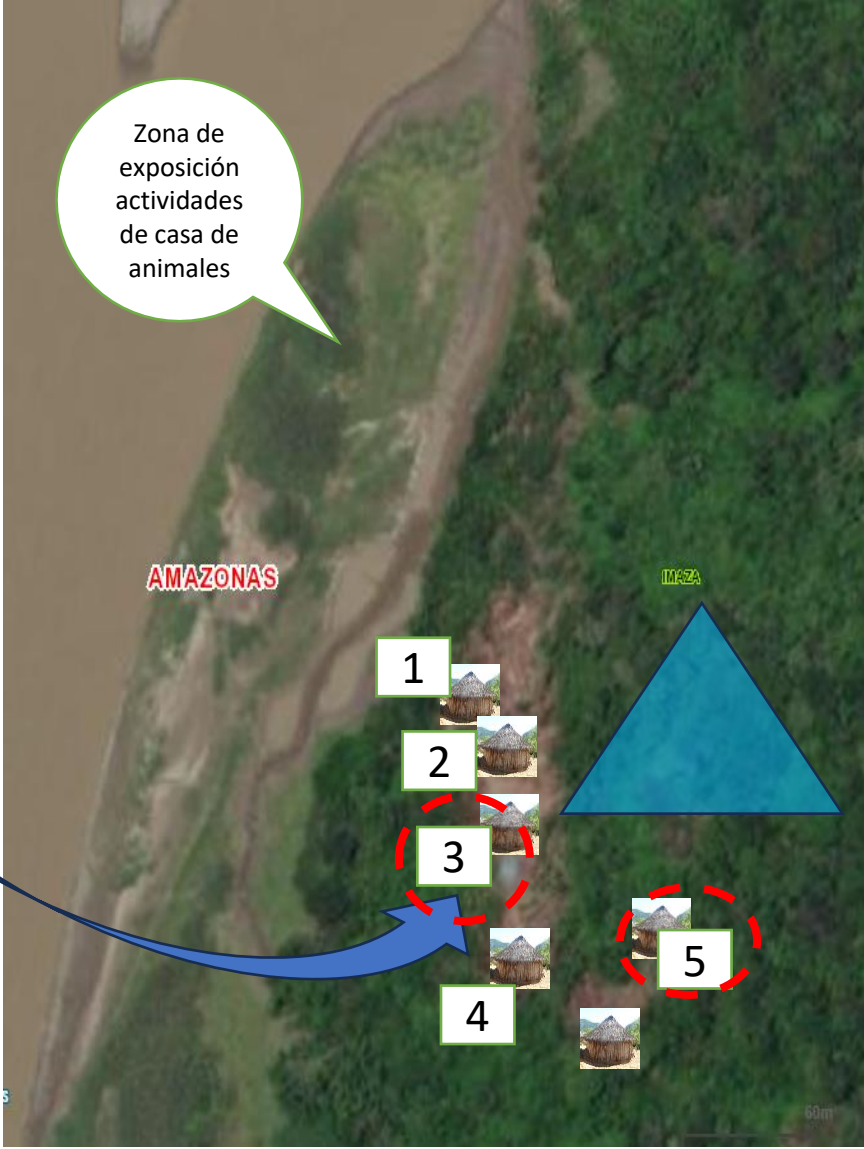 Zona de
exposición
actividades
de casa de
animales
AMAZONAS
IMAZA
1
2
3
4
5
S
60m